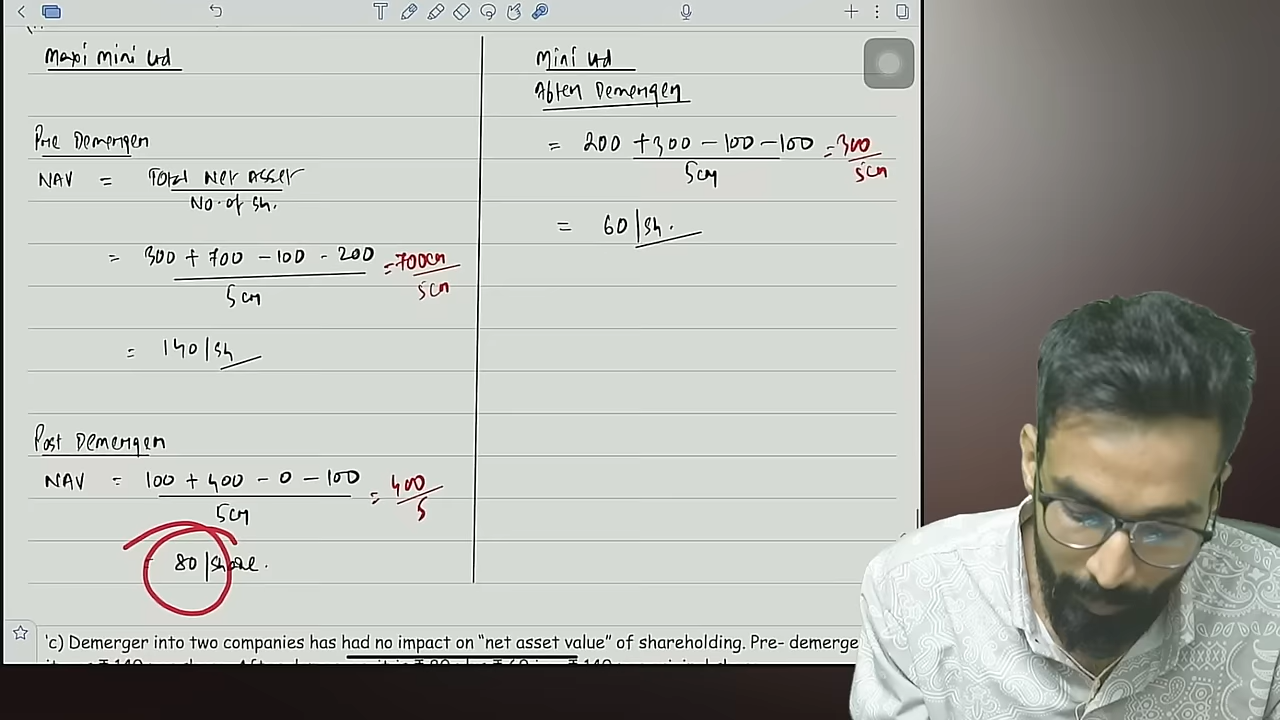 Maxi Mini Ltd
Pre Demerger
NAV = Total Net Asset
No. of Sh.
= 300 + 700 - 100 - 200 = 700cr
5cr 5cr
= 140/sh
Post Demerger
NAV = 100 + 400 - 0 - 100 = 400
5cr 5
= 80/share.
Mini Ltd
After Demerger
= 200 + 300 - 100 - 100 = 300
5cr 5cr
= 60/sh.
'c) Demerger into two companies has had no impact on "net asset value" of shareholding. Pre- demerge